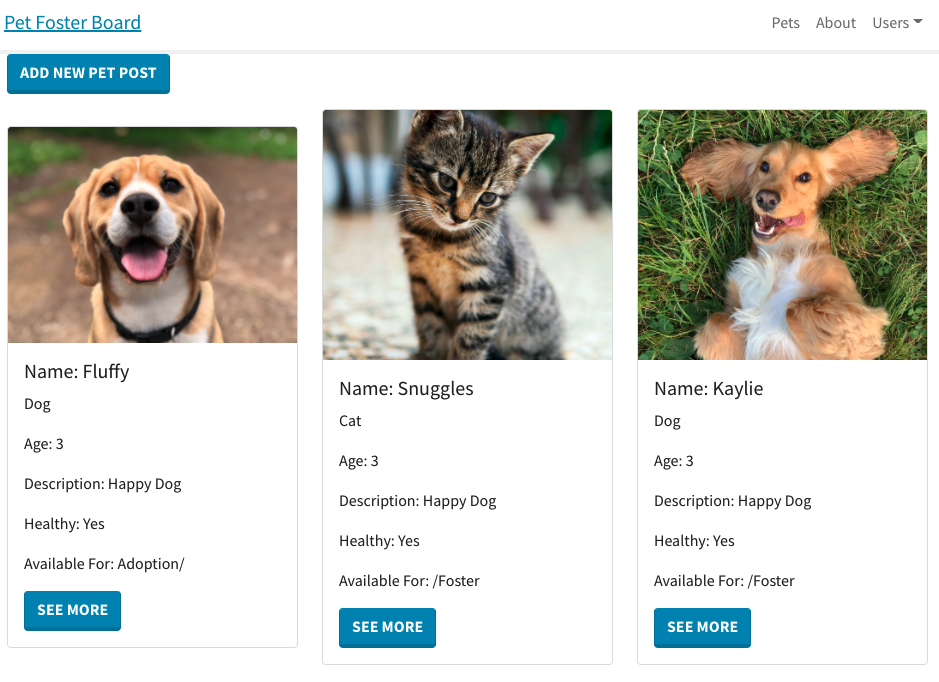 Pet Foster Board
Pets About Users
ADD NEW PET POST
Name: Fluffy
Dog
Age: 3
Description: Happy Dog
Healthy: Yes
Available For: Adoption/
SEE MORE
Name: Snuggles
Cat
Age: 3
Description: Happy Dog
Healthy: Yes
Available For: /Foster
SEE MORE
Name: Kaylie
Dog
Age: 3
Description: Happy Dog
Healthy: Yes
Available For: /Foster
SEE MORE